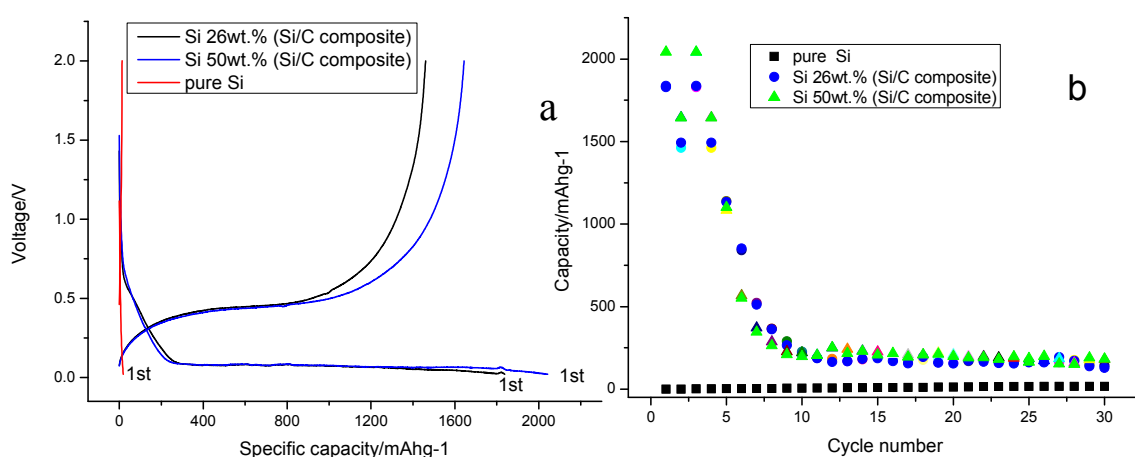 Si 26wt.% (Si/C composite)
Si 50wt.% (Si/C composite)
pure Si
a
2.0
1.5
1.0
0.5
0.0
Voltage/V
1st
1st
1st
0
400
800
1200
1600
2000
Specific capacity/mAhg-1
pure Si
Si 26wt.% (Si/C composite)
Si 50wt.% (Si/C composite)
b
2000
1500
1000
500
0
Capacity/mAhg-1
0
5
10
15
20
25
30
Cycle number